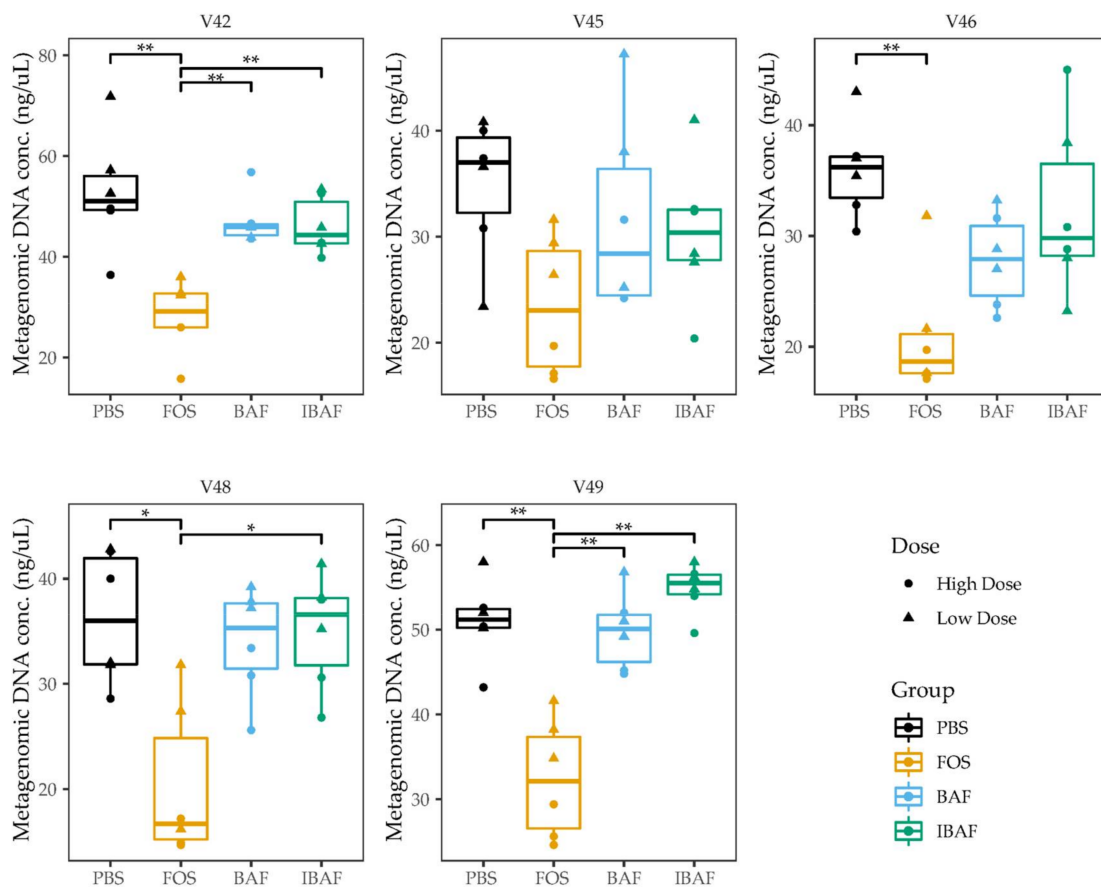 V42
V45
V46
Metagenomic DNA conc. (ng/uL)
80
60
40
20
**
**
**
PBS
FOS
BAF
IBAF
Metagenomic DNA conc. (ng/uL)
40
30
20
PBS
FOS
BAF
IBAF
Metagenomic DNA conc. (ng/uL)
40
30
20
**
PBS
FOS
BAF
IBAF
V48
V49
Metagenomic DNA conc. (ng/uL)
40
30
20
*
*
PBS
FOS
BAF
IBAF
Metagenomic DNA conc. (ng/uL)
60
50
40
30
**
**
**
PBS
FOS
BAF
IBAF
Dose
High Dose
Low Dose
Group
PBS
FOS
BAF
IBAF